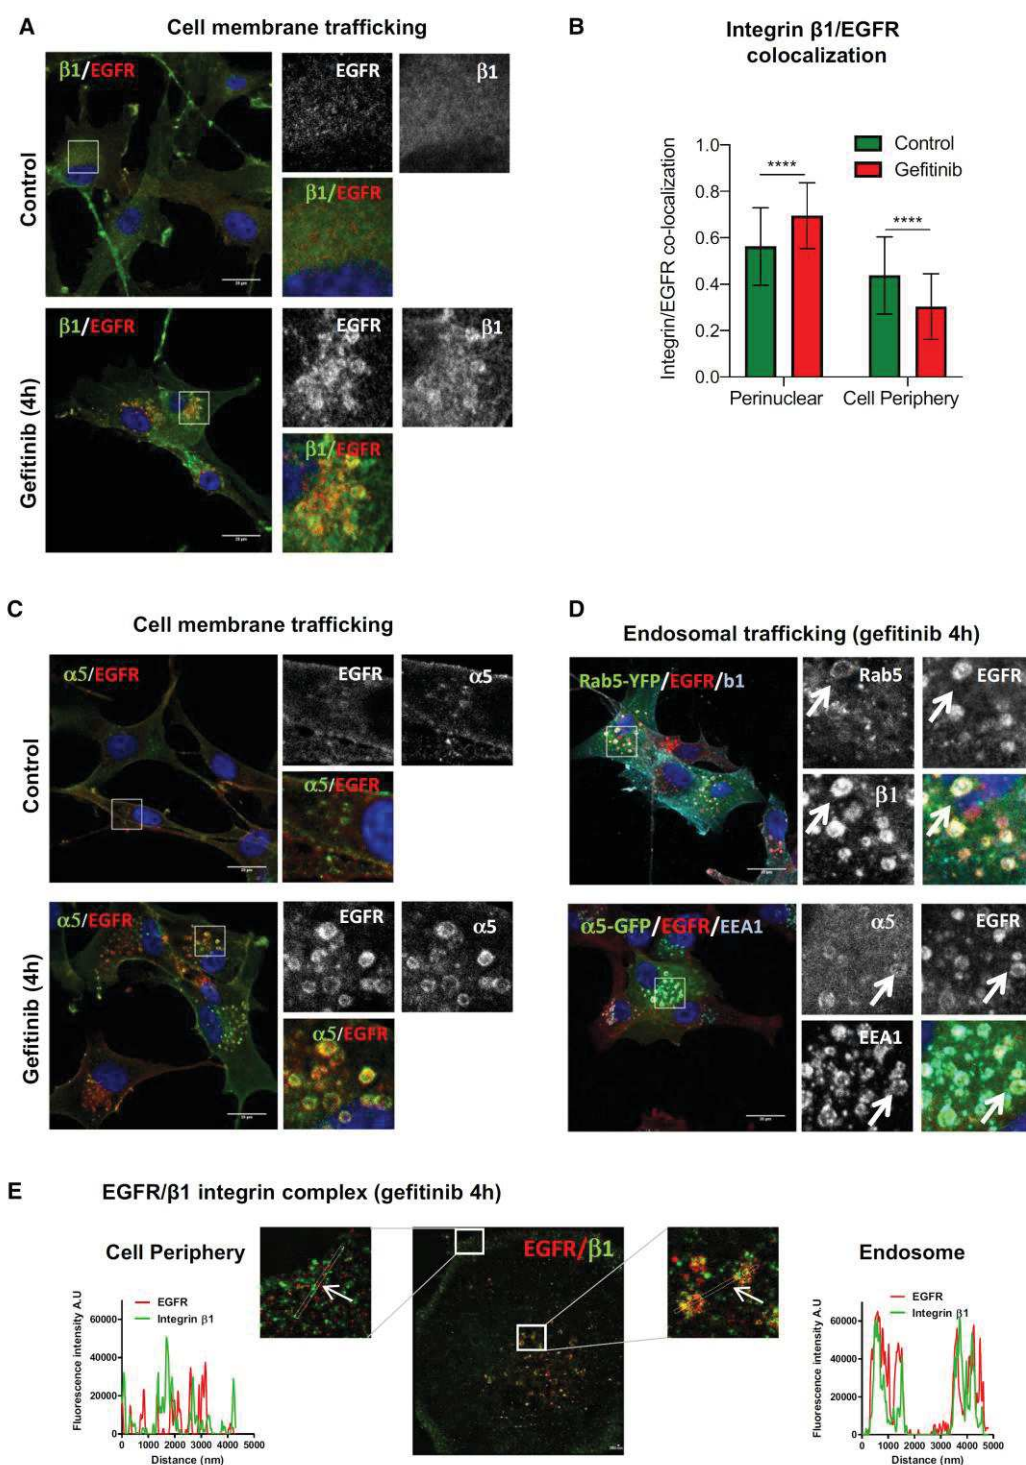 A
Cell membrane trafficking
Control
β1/EGFR
EGFR
β1
β1/EGFR
Gefitinib (4h)
β1/EGFR
EGFR
β1
β1/EGFR
B
Integrin β1/EGFR
colocalization
Integrin/EGFR co-localization
1.0
0.8
0.6
0.4
0.2
0.0
****
****
Control
Gefitinib
Perinuclear
Cell Periphery
C
Cell membrane trafficking
Control
α5/EGFR
EGFR
α5
α5/EGFR
Gefitinib (4h)
α5/EGFR
EGFR
α5
α5/EGFR
D
Endosomal trafficking (gefitinib 4h)
Rab5-YFP/EGFR/b1
Rab5
EGFR
β1
α5-GFP/EGFR/EEA1
α5
EGFR
EEA1
E
EGFR/β1 integrin complex (gefitinib 4h)
Cell Periphery
EGFR
Integrin β1
Fluorescence intensity A.U
60000
40000
20000
0
0 1000 2000 3000 4000 5000
Distance (nm)
EGFR/β1
Endosome
EGFR
Integrin β1
Fluorescence intensity A.U
80000
60000
40000
20000
0
0 1000 2000 3000 4000 5000
Distance (nm)